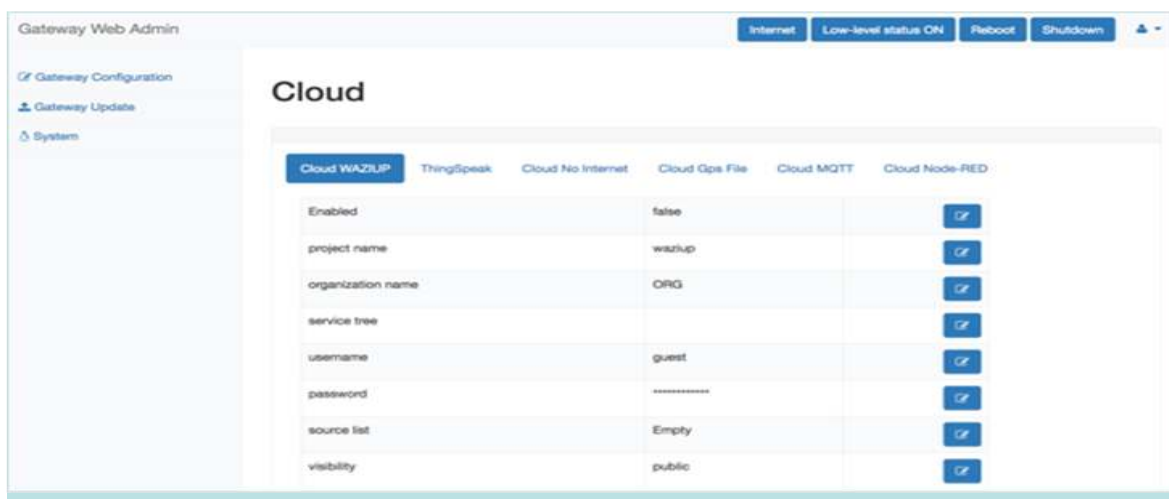 Gateway Web Admin
Internet Low-level status ON Reboot Shutdown
Gateway Configuration
Gateway Update
System
Cloud
Cloud WAZIUP ThingSpeak Cloud No Internet Cloud Gps File Cloud MQTT Cloud Node-RED
Enabled false
project name waziup
organization name ORG
service tree
username guest
password ************
source list Empty
visibility public